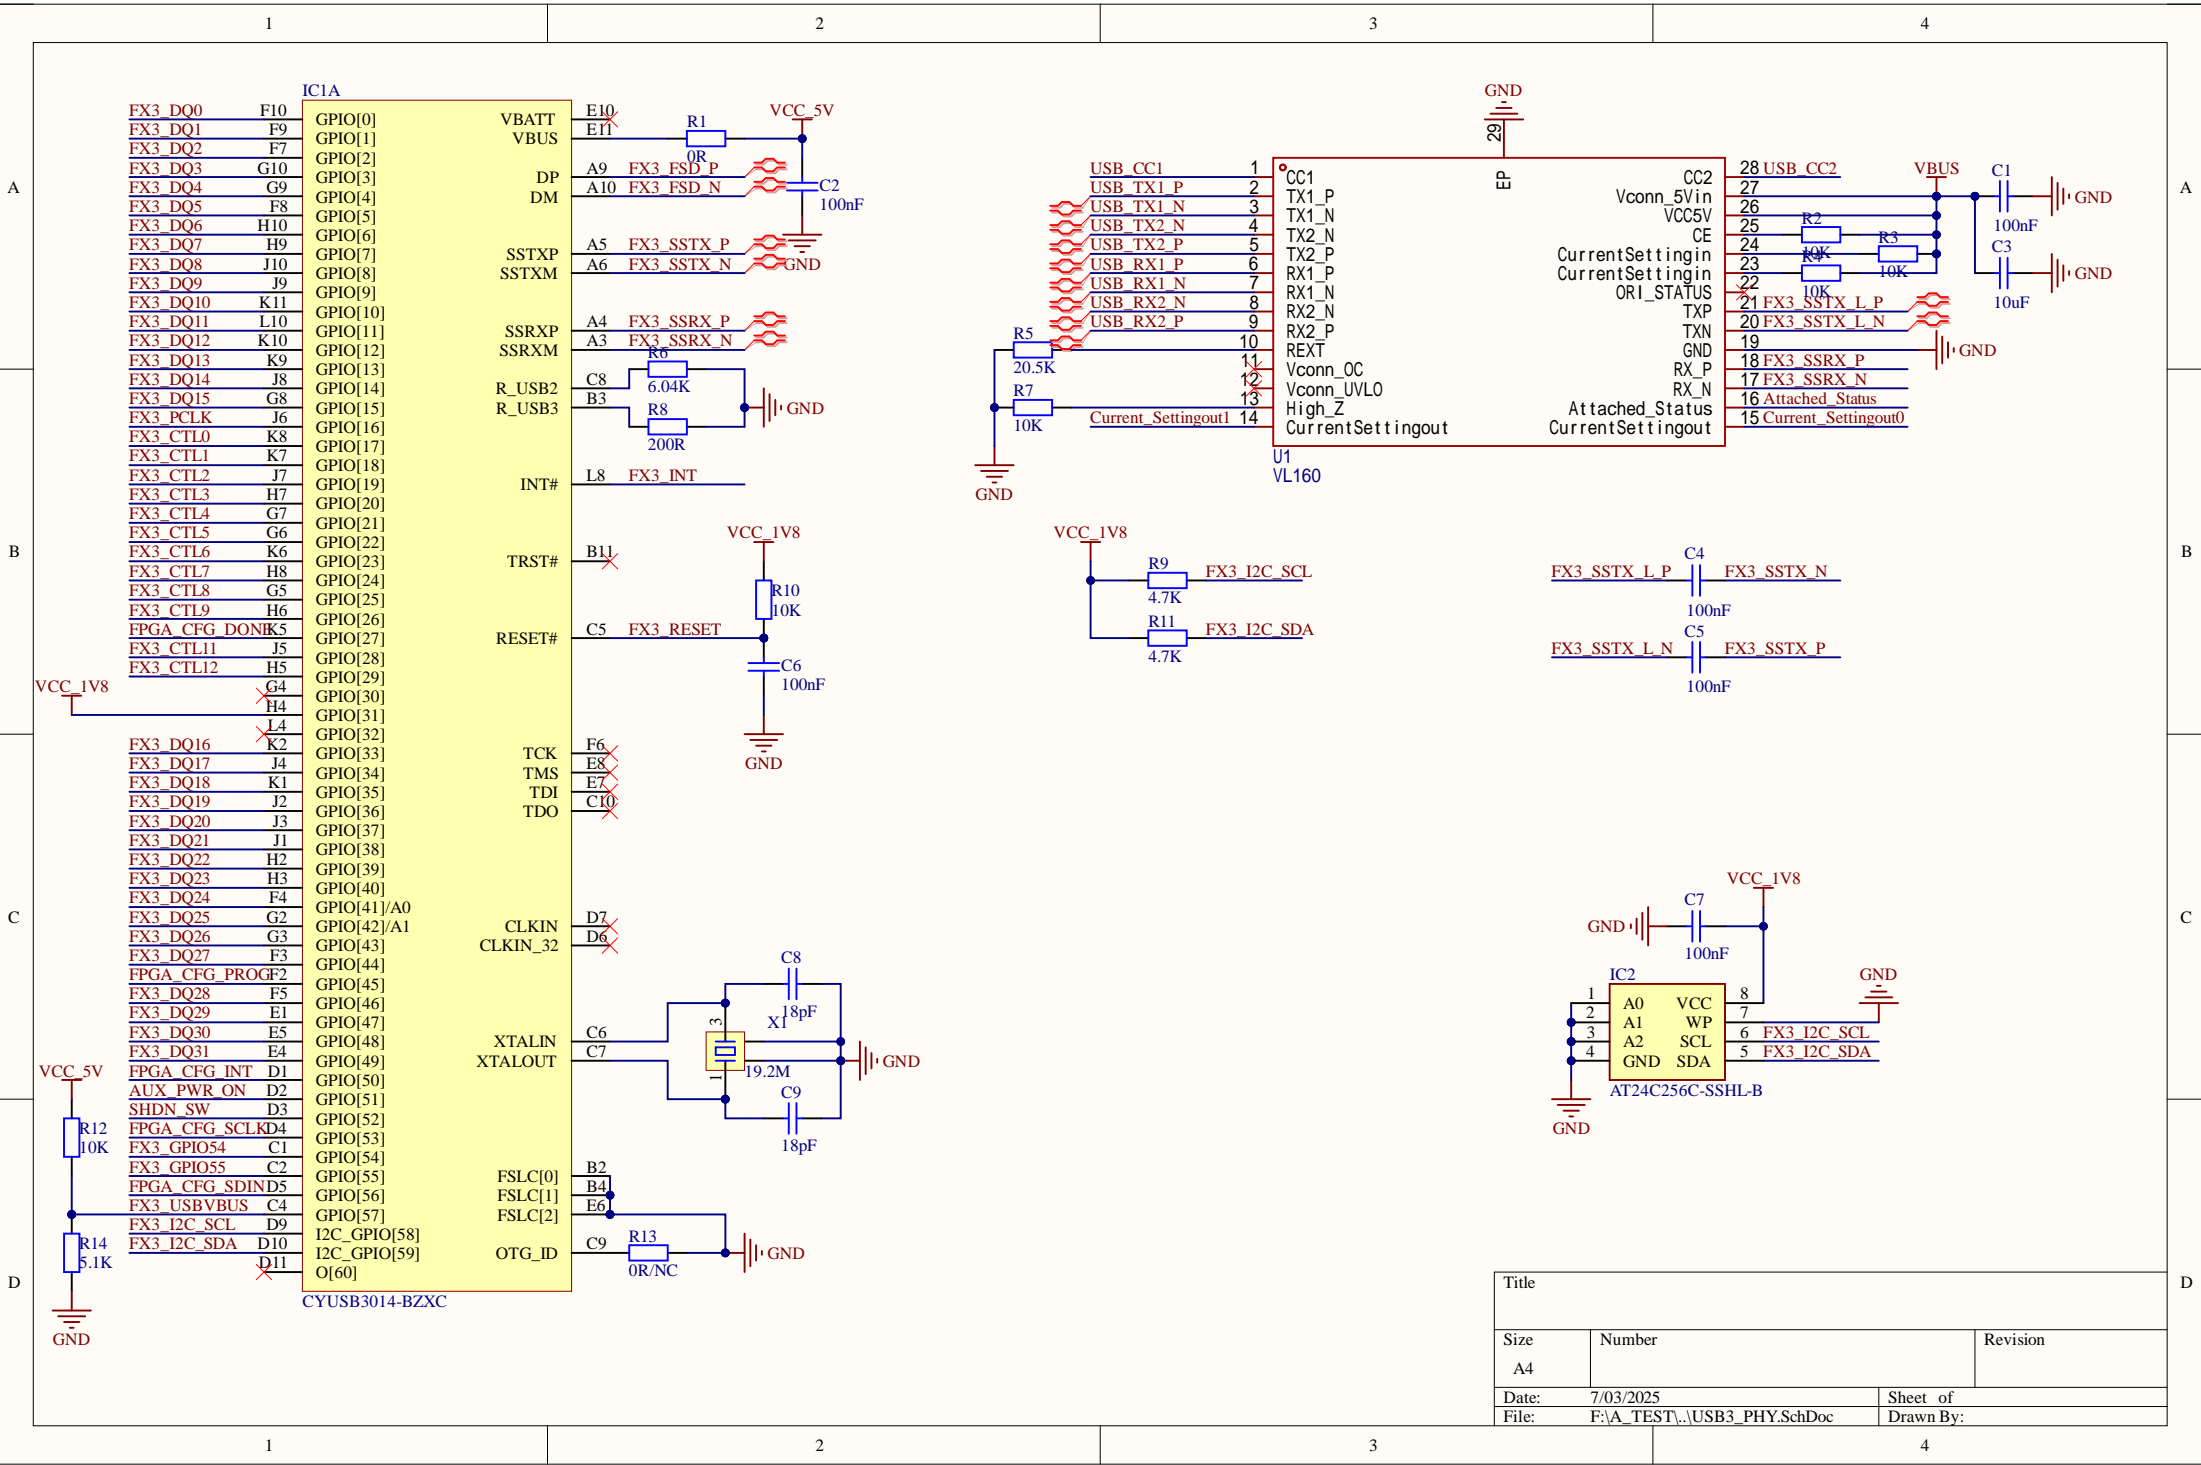 1 2 3 4
A A
B B
C C
D D
1 2 3 4
IC1A
FX3_DQ0 F10 GPIO[0]
FX3_DQ1 F9 GPIO[1]
FX3_DQ2 F7 GPIO[2]
FX3_DQ3 G10 GPIO[3]
FX3_DQ4 G9 GPIO[4]
FX3_DQ5 F8 GPIO[5]
FX3_DQ6 H10 GPIO[6]
FX3_DQ7 H9 GPIO[7]
FX3_DQ8 J10 GPIO[8]
FX3_DQ9 J9 GPIO[9]
FX3_DQ10 K11 GPIO[10]
FX3_DQ11 L10 GPIO[11]
FX3_DQ12 K10 GPIO[12]
FX3_DQ13 K9 GPIO[13]
FX3_DQ14 J8 GPIO[14]
FX3_DQ15 G8 GPIO[15]
FX3_PCLK J6 GPIO[16]
FX3_CTL0 K8 GPIO[17]
FX3_CTL1 K7 GPIO[18]
FX3_CTL2 J7 GPIO[19]
FX3_CTL3 H7 GPIO[20]
FX3_CTL4 G7 GPIO[21]
FX3_CTL5 G6 GPIO[22]
FX3_CTL6 K6 GPIO[23]
FX3_CTL7 H8 GPIO[24]
FX3_CTL8 G5 GPIO[25]
FX3_CTL9 H6 GPIO[26]
FPGA_CFG_DONE K5 GPIO[27]
FX3_CTL11 J5 GPIO[28]
FX3_CTL12 H5 GPIO[29]
G4 GPIO[30]
VCC_1V8 H4 GPIO[31]
L4 GPIO[32]
FX3_DQ16 K2 GPIO[33]
FX3_DQ17 J4 GPIO[34]
FX3_DQ18 K1 GPIO[35]
FX3_DQ19 J2 GPIO[36]
FX3_DQ20 J3 GPIO[37]
FX3_DQ21 J1 GPIO[38]
FX3_DQ22 H2 GPIO[39]
FX3_DQ23 H3 GPIO[40]
FX3_DQ24 F4 GPIO[41]/A0
FX3_DQ25 G2 GPIO[42]/A1
FX3_DQ26 G3 GPIO[43]
FX3_DQ27 F3 GPIO[44]
FPGA_CFG_PROG F2 GPIO[45]
FX3_DQ28 F5 GPIO[46]
FX3_DQ29 E1 GPIO[47]
FX3_DQ30 E5 GPIO[48]
FX3_DQ31 E4 GPIO[49]
FPGA_CFG_INT D1 GPIO[50]
AUX_PWR_ON D2 GPIO[51]
SHDN_SW D3 GPIO[52]
FPGA_CFG_SCLK D4 GPIO[53]
FX3_GPIO54 C1 GPIO[54]
FX3_GPIO55 C2 GPIO[55]
FPGA_CFG_SDIN D5 GPIO[56]
FX3_USBVBUS C4 GPIO[57]
FX3_I2C_SCL D9 I2C_GPIO[58]
FX3_I2C_SDA D10 I2C_GPIO[59]
D11 O[60]
CYUSB3014-BZXC
VCC_5V
R12
10K
R14
5.1K
GND
VBATT E10
VBUS E11
R1
0R
VCC_5V
DP A9 FX3_FSD_P
DM A10 FX3_FSD_N
C2
100nF
GND
SSTXP A5 FX3_SSTX_P
SSTXM A6 FX3_SSTX_N
SSRXP A4 FX3_SSRX_P
SSRXM A3 FX3_SSRX_N
R_USB2 C8
R6
6.04K
R_USB3 B3
R8
200R
GND
INT# L8 FX3_INT
TRST# B11
VCC_1V8
R10
10K
RESET# C5 FX3_RESET
C6
100nF
GND
TCK F6
TMS E8
TDI E7
TDO C10
CLKIN D7
CLKIN_32 D6
XTALIN C6
XTALOUT C7
C8
18pF
X1
3
1
19.2M
C9
18pF
GND
FSLC[0] B2
FSLC[1] B4
FSLC[2] E6
OTG_ID C9
R13
0R/NC
GND
GND
29
EP
USB_CC1 1 CC1
USB_TX1_P 2 TX1_P
USB_TX1_N 3 TX1_N
USB_TX2_N 4 TX2_N
USB_TX2_P 5 TX2_P
USB_RX1_P 6 RX1_P
USB_RX1_N 7 RX1_N
USB_RX2_N 8 RX2_N
USB_RX2_P 9 RX2_P
10 REXT
11 Vconn_OC
12 Vconn_UVLO
13 High_Z
Current_Settingout1 14 CurrentSettingout
R5
20.5K
R7
10K
GND
CC2 28 USB_CC2
Vconn_5Vin 27
VCC5V 26
CE 25
CurrentSettingin 24
CurrentSettingin 23
ORI_STATUS 22
TXP 21 FX3_SSTX_L_P
TXN 20 FX3_SSTX_L_N
GND 19 GND
RX_P 18 FX3_SSRX_P
RX_N 17 FX3_SSRX_N
Attached_Status 16 Attached_Status
CurrentSettingout 15 Current_Settingout0
U1
VL160
VBUS
R2
10K
R3
10K
R4
10K
C1
100nF
GND
C3
10uF
GND
VCC_1V8
R9
4.7K
FX3_I2C_SCL
R11
4.7K
FX3_I2C_SDA
FX3_SSTX_L_P C4 FX3_SSTX_N
100nF
FX3_SSTX_L_N C5 FX3_SSTX_P
100nF
VCC_1V8
GND C7
100nF
IC2
1 A0 VCC 8
2 A1 WP 7 GND
3 A2 SCL 6 FX3_I2C_SCL
4 GND SDA 5 FX3_I2C_SDA
AT24C256C-SSHL-B
GND
Title
Size Number Revision
A4
Date: 7/03/2025 Sheet of
File: F:\A_TEST\..\USB3_PHY.SchDoc Drawn By: